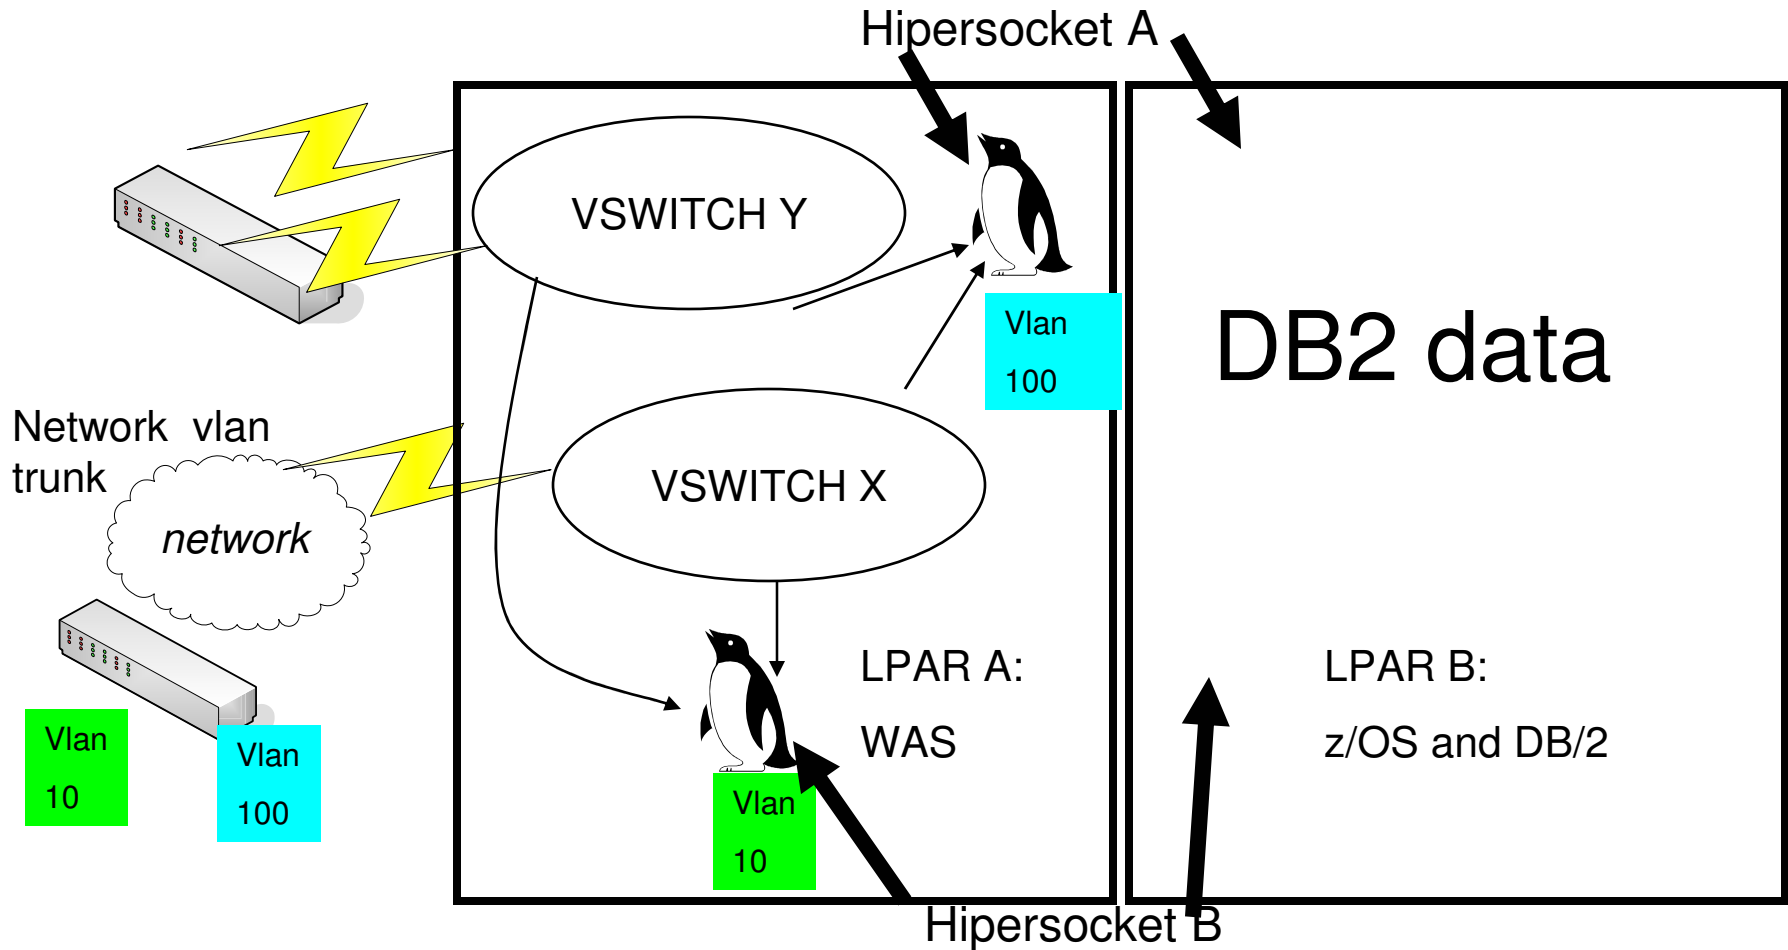 Hipersocket A
VSWITCH Y
Vlan
100
DB2 data
Network vlan
trunk
network
VSWITCH X
LPAR A:
WAS
LPAR B:
z/OS and DB/2
Vlan
10
Vlan
100
Vlan
10
Hipersocket B